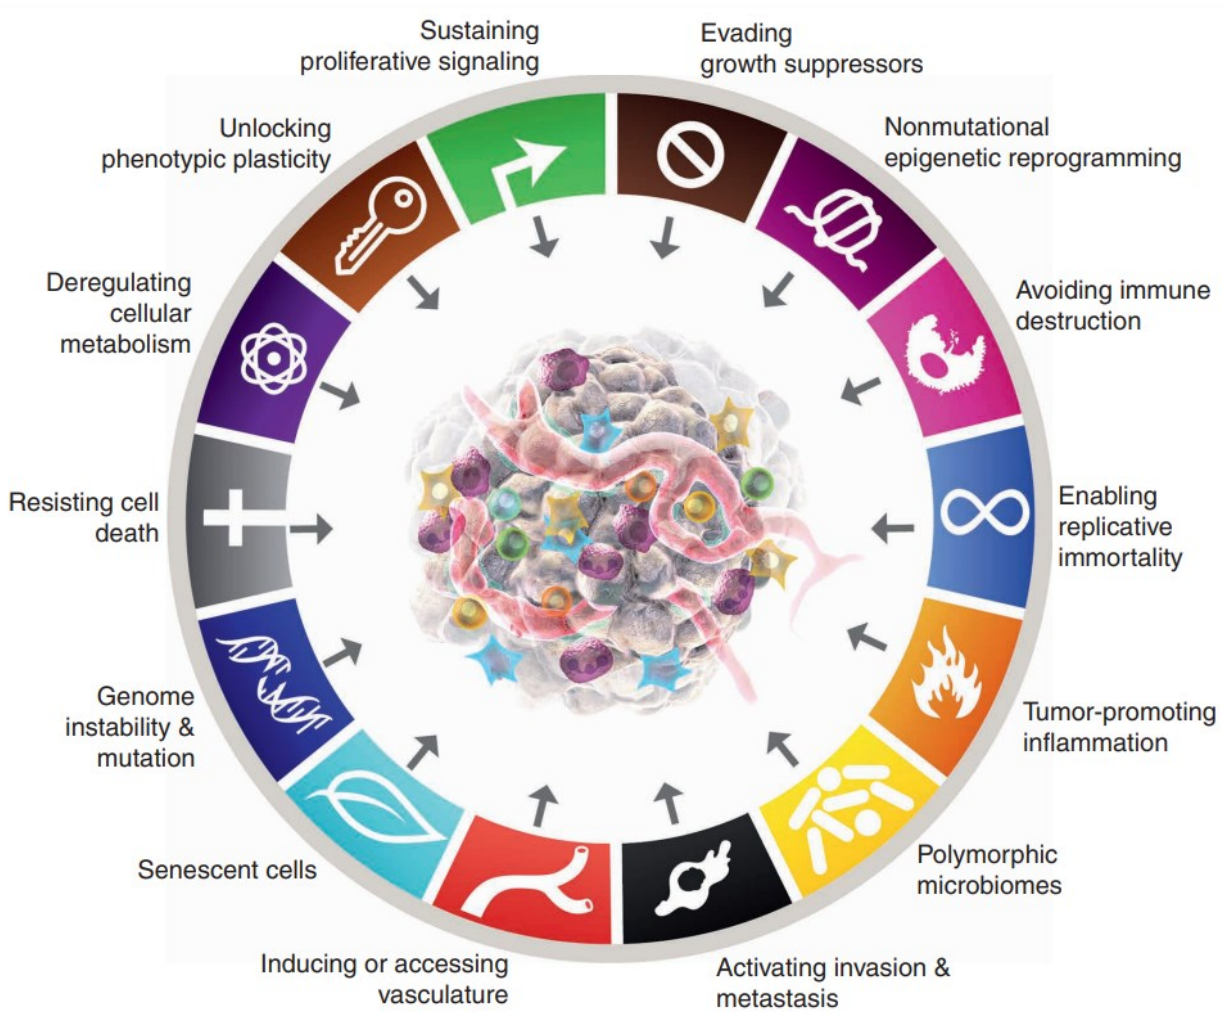 Sustaining
proliferative signaling
Evading
growth suppressors
Nonmutational
epigenetic reprogramming
Avoiding immune
destruction
Enabling
replicative
immortality
Tumor-promoting
inflammation
Polymorphic
microbiomes
Activating invasion &
metastasis
Inducing or accessing
vasculature
Senescent cells
Genome
instability &
mutation
Resisting cell
death
Deregulating
cellular
metabolism
Unlocking
phenotypic plasticity